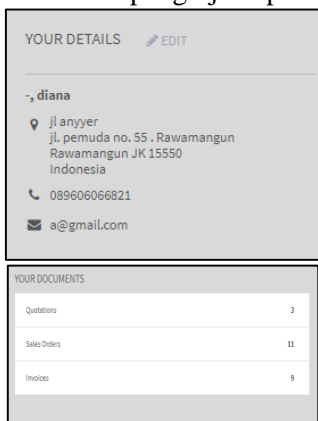 YOUR DETAILS EDIT
-, diana
jl anyyer
jl. pemuda no. 55 . Rawamangun
Rawamangun JK 15550
Indonesia
089606066821
a@gmail.com
YOUR DOCUMENTS
Quotations 3
Sales Orders 11
Invoices 9